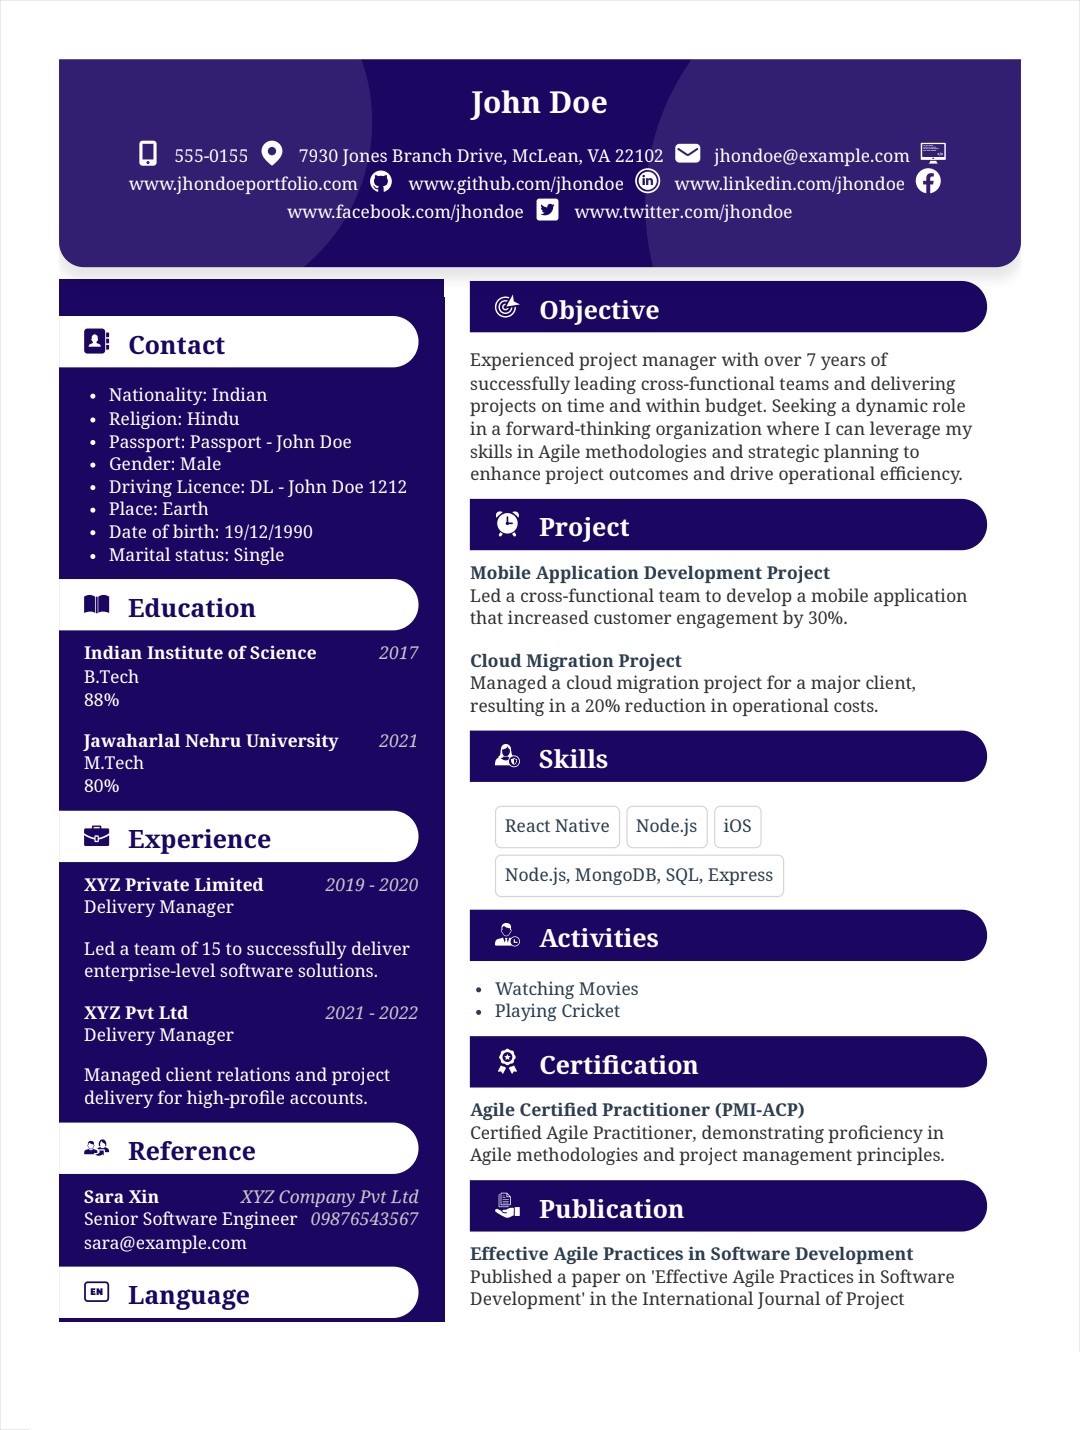 John Doe
555-0155 7930 Jones Branch Drive, McLean, VA 22102 jhondoe@example.com
www.jhondoeportfolio.com www.github.com/jhondoe www.linkedin.com/jhondoe
www.facebook.com/jhondoe www.twitter.com/jhondoe
Contact
• Nationality: Indian
• Religion: Hindu
• Passport: Passport - John Doe
• Gender: Male
• Driving Licence: DL - John Doe 1212
• Place: Earth
• Date of birth: 19/12/1990
• Marital status: Single
Education
Indian Institute of Science 2017
B.Tech
88%
Jawaharlal Nehru University 2021
M.Tech
80%
Experience
XYZ Private Limited 2019 - 2020
Delivery Manager
Led a team of 15 to successfully deliver
enterprise-level software solutions.
XYZ Pvt Ltd 2021 - 2022
Delivery Manager
Managed client relations and project
delivery for high-profile accounts.
Reference
Sara Xin XYZ Company Pvt Ltd
Senior Software Engineer 09876543567
sara@example.com
EN Language
Objective
Experienced project manager with over 7 years of
successfully leading cross-functional teams and delivering
projects on time and within budget. Seeking a dynamic role
in a forward-thinking organization where I can leverage my
skills in Agile methodologies and strategic planning to
enhance project outcomes and drive operational efficiency.
Project
Mobile Application Development Project
Led a cross-functional team to develop a mobile application
that increased customer engagement by 30%.
Cloud Migration Project
Managed a cloud migration project for a major client,
resulting in a 20% reduction in operational costs.
Skills
React Native Node.js iOS
Node.js, MongoDB, SQL, Express
Activities
• Watching Movies
• Playing Cricket
Certification
Agile Certified Practitioner (PMI-ACP)
Certified Agile Practitioner, demonstrating proficiency in
Agile methodologies and project management principles.
Publication
Effective Agile Practices in Software Development
Published a paper on 'Effective Agile Practices in Software
Development' in the International Journal of Project